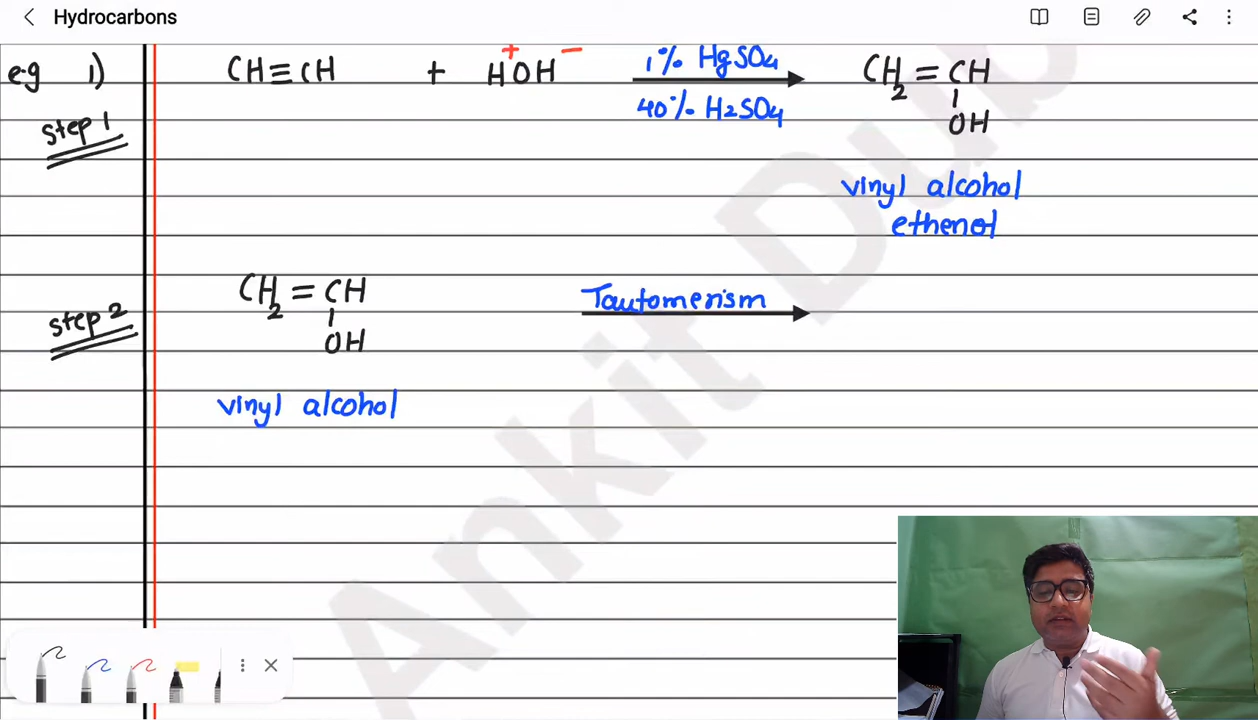 Hydrocarbons
e.g 1) CH≡CH + HOH 1% HgSO4 CH2=CH
+ −
40% H2SO4
OH
step 1
vinyl alcohol
ethenol
CH2=CH Tautomerism
step 2
OH
vinyl alcohol
Ankit Dub